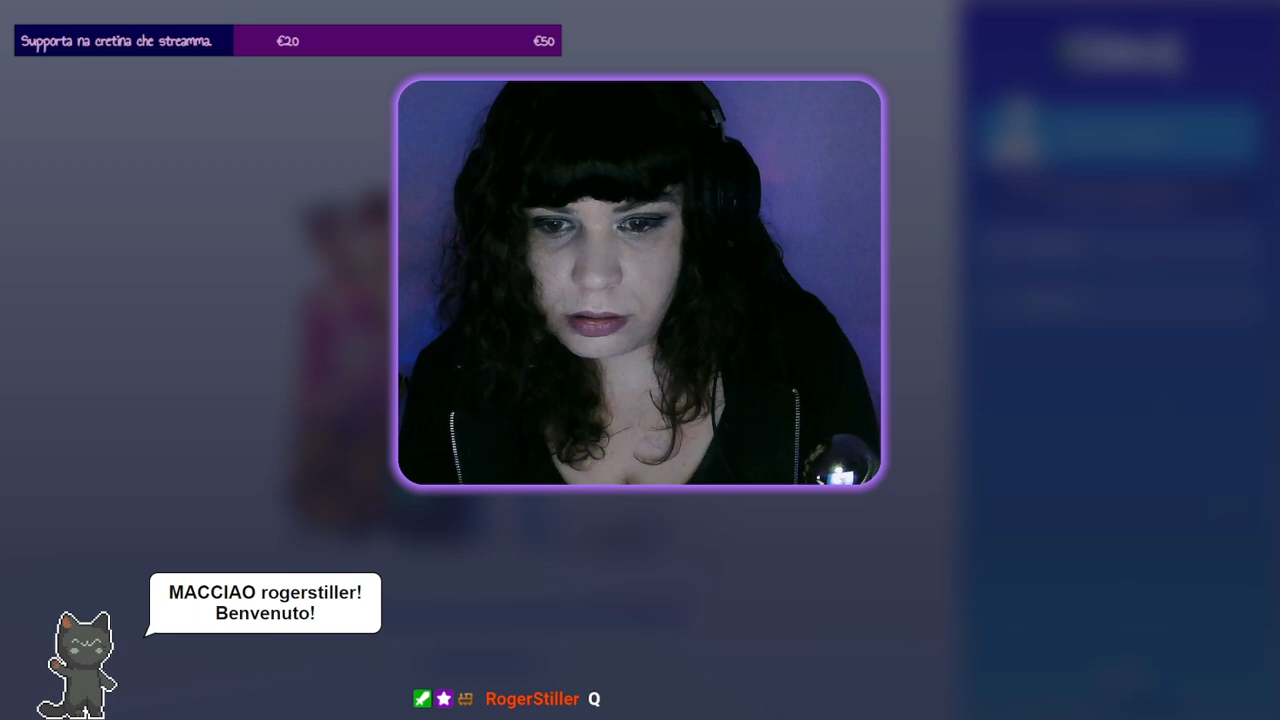 Supporta na cretina che streamma. €20 €50
MACCIAO rogerstiller!
Benvenuto!
RogerStiller Q